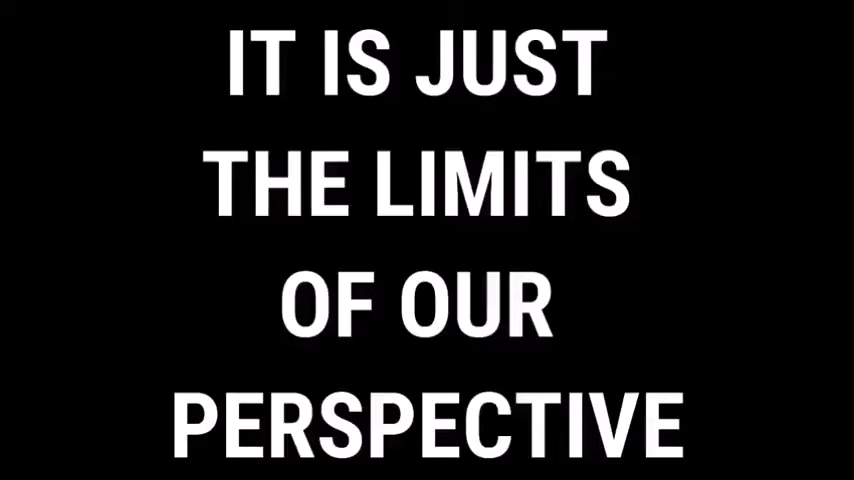 IT IS JUST
THE LIMITS
OF OUR
PERSPECTIVE